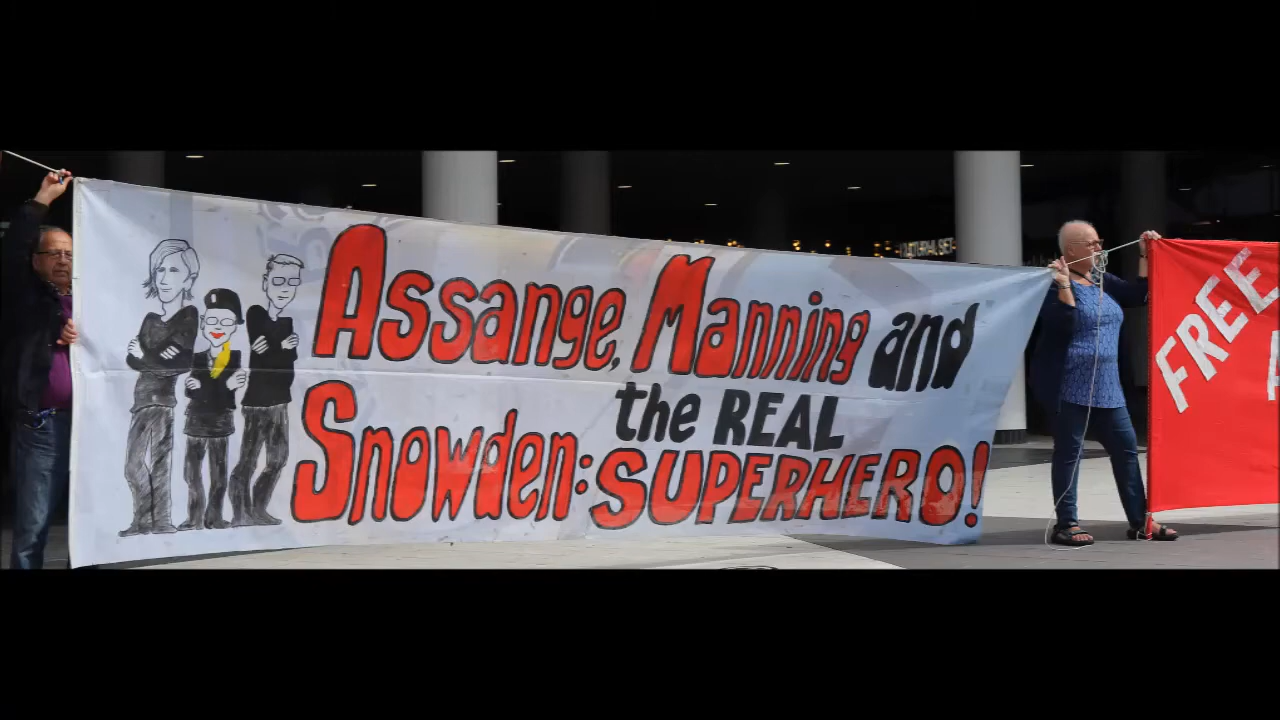 Assange, Manning and
Snowden: the REAL
SUPERHERO!
FREE
A